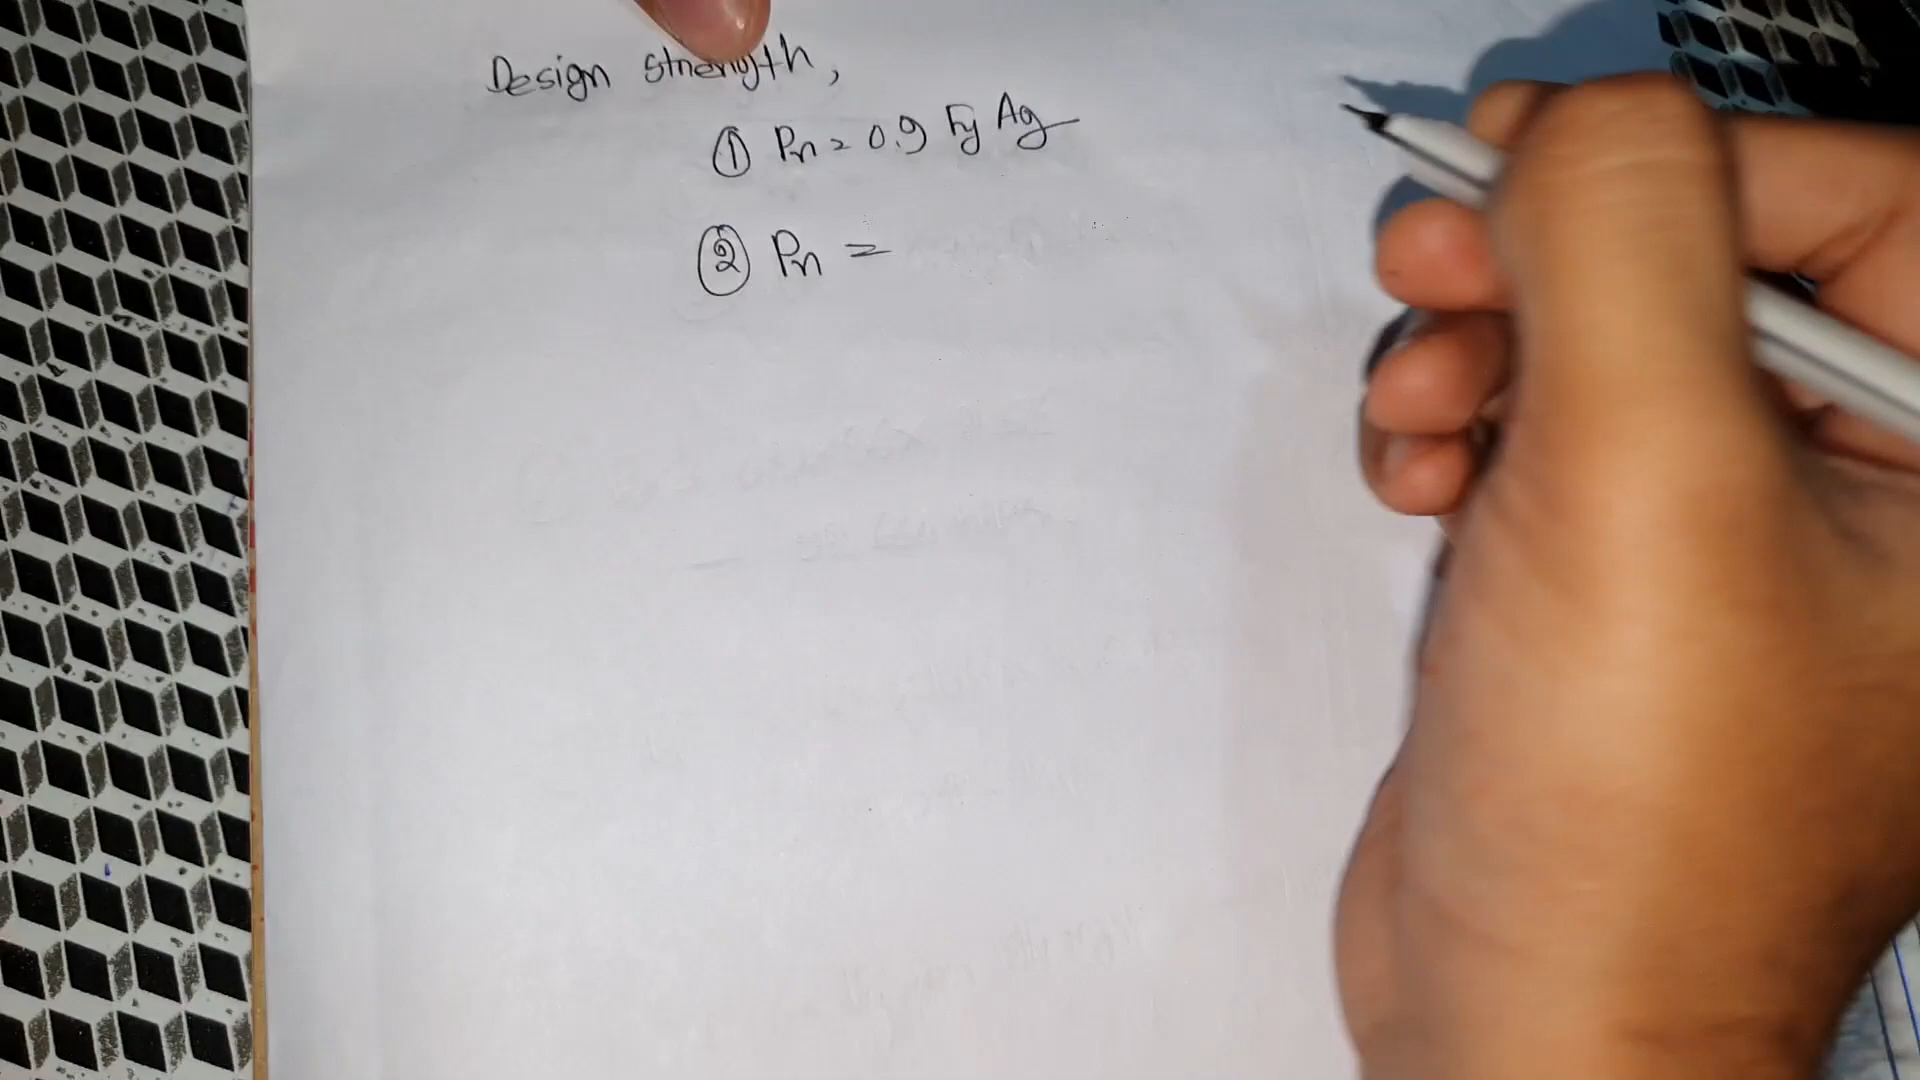 Design strength,
① Pn = 0.9 Fy Ag
② Pn =